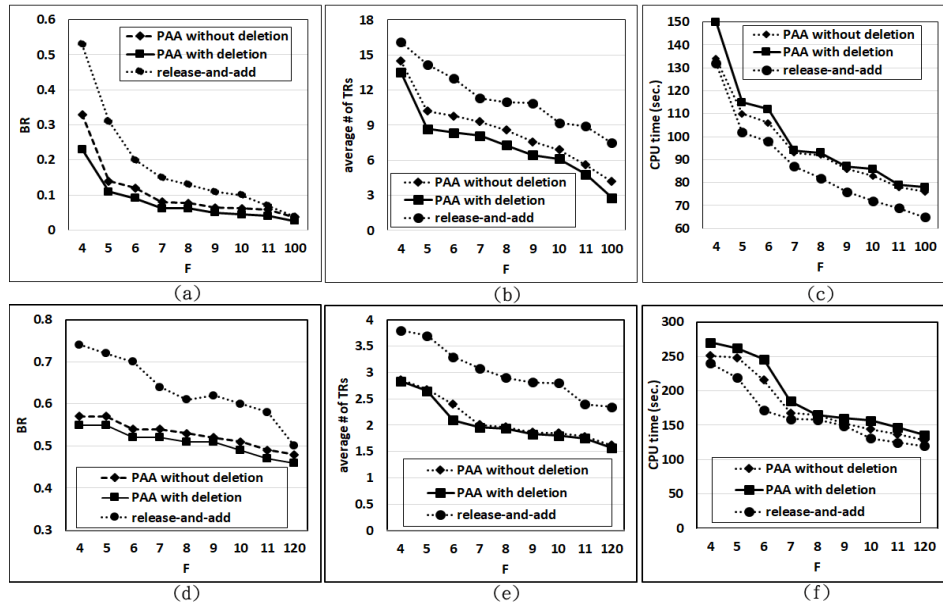 0.6
0.5
0.4
0.3
0.2
0.1
0
BR
PAA without deletion
PAA with deletion
release-and-add
4 5 6 7 8 9 10 11 100
F
(a)
18
15
12
9
6
3
0
average # of TRs
PAA without deletion
PAA with deletion
release-and-add
4 5 6 7 8 9 10 11 100
F
(b)
150
140
130
120
110
100
90
80
70
60
CPU time (sec.)
PAA without deletion
PAA with deletion
release-and-add
4 5 6 7 8 9 10 11 100
F
(c)
0.8
0.7
0.6
0.5
0.4
0.3
BR
PAA without deletion
PAA with deletion
release-and-add
4 5 6 7 8 9 10 11 120
F
(d)
4
3.5
3
2.5
2
1.5
1
0.5
0
average # of TRs
PAA without deletion
PAA with deletion
release-and-add
4 5 6 7 8 9 10 11 120
F
(e)
300
250
200
150
100
50
0
CPU time (sec.)
PAA without deletion
PAA with deletion
release-and-add
4 5 6 7 8 9 10 11 120
F
(f)